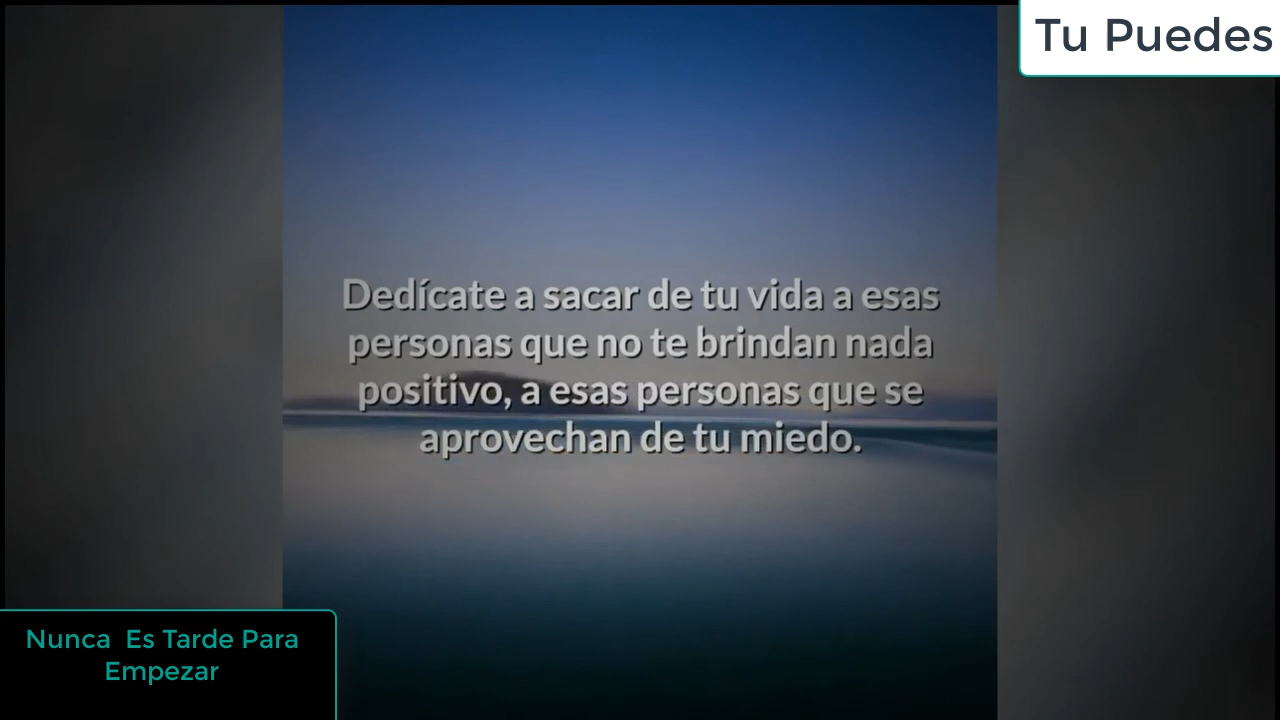 Tu Puedes
Dedícate a sacar de tu vida a esas
personas que no te brindan nada
positivo, a esas personas que se
aprovechan de tu miedo.
Nunca  Es Tarde Para
Empezar